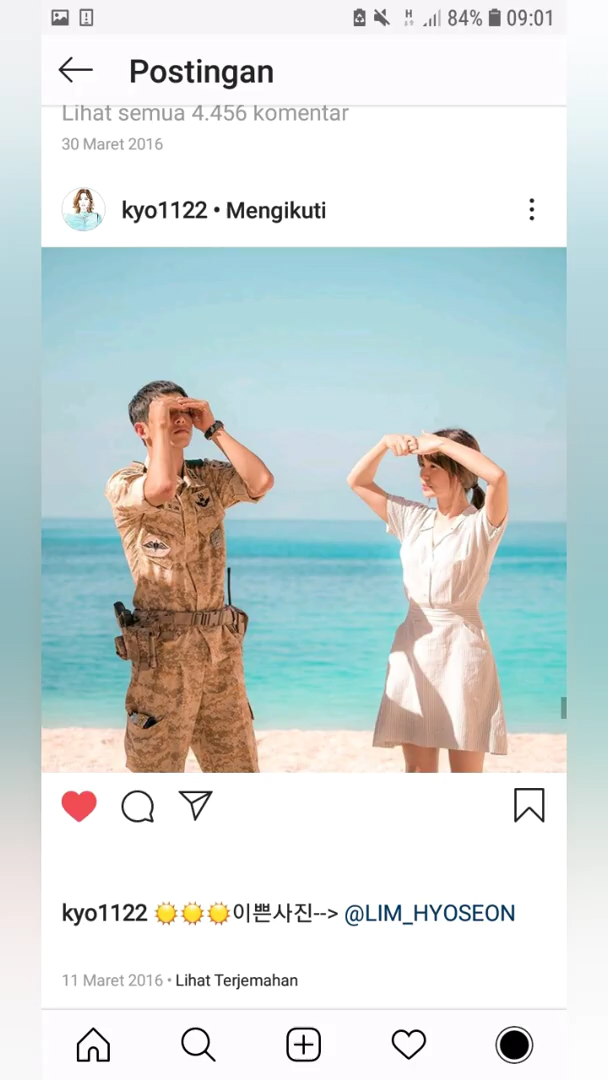 84% 09:01
Postingan
Lihat semua 4.456 komentar
30 Maret 2016
kyo1122 • Mengikuti
kyo1122 ☀️☀️☀️이쁜사진--> @LIM_HYOSEON
11 Maret 2016 • Lihat Terjemahan